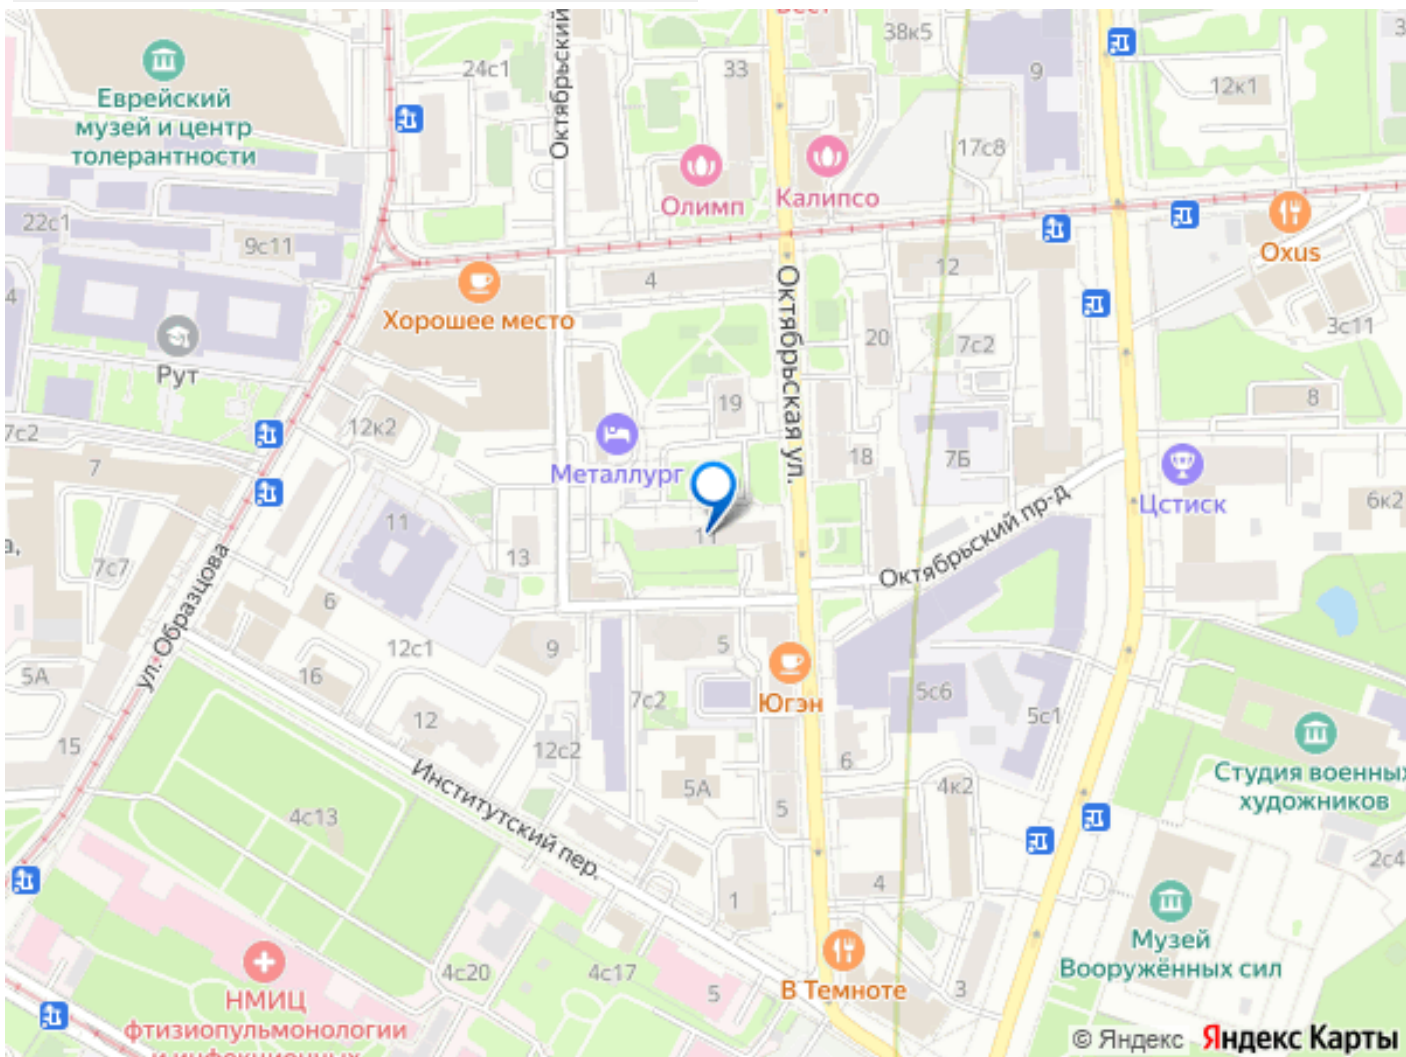 Октябрьский
38к5
24с1
33
9
12к1
Еврейский
музей и центр
толерантности
17с8
Олимп
Калипсо
22с1
9с11
Oxus
4
12
Октябрьская ул.
Хорошее место
3с11
4
20
7с2
Рут
19
8
12к2
7с2
7
Металлург
18
7Б
Октябрьский пр-д
Цстиск
6к2
11
11
13
7с7
ул. Образцова
6
12с1
9
5
16
5А
7с2
Югэн
5с6
5с1
12
15
12с2
6
Студия военных
художников
Институтский пер.
5А
4к2
4с13
5
2с4
1
4
Музей
Вооружённых сил
4с20
4с17
5
В Темноте
3
НМИЦ
фтизиопульмонологии
и инфекционных
© Яндекс Яндекс Карты